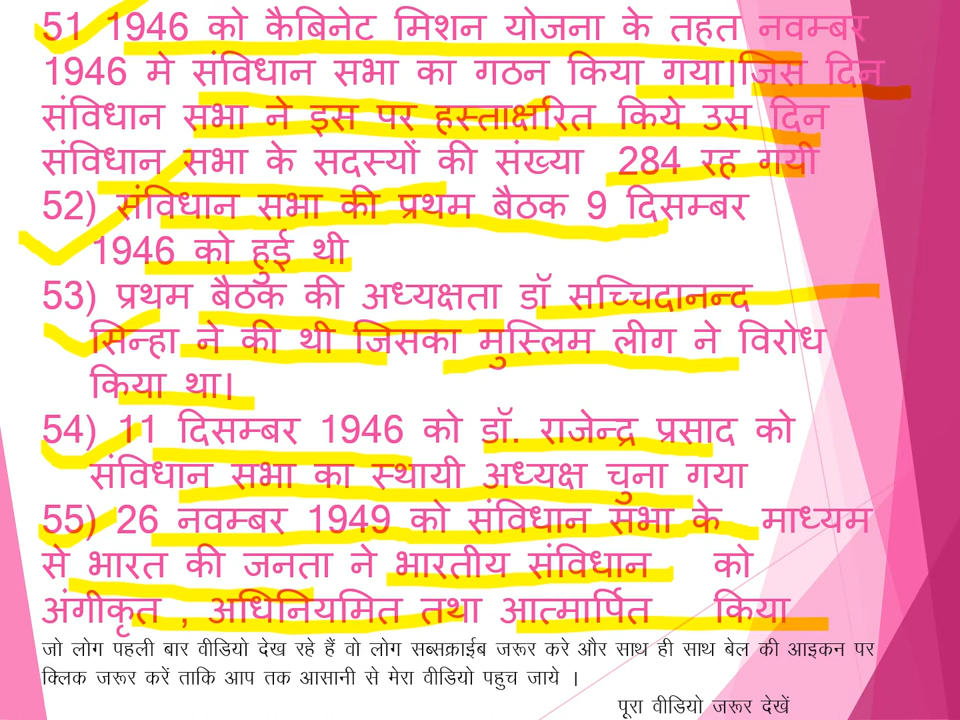 51 1946 को कैबिनेट मिशन योजना के तहत नवम्बर
1946 मे संविधान सभा का गठन किया गया।जिस दिन
संविधान सभा ने इस पर हस्ताक्षरित किये उस दिन
संविधान सभा के सदस्यों की संख्या 284 रह गयी
52) संविधान सभा की प्रथम बैठक 9 दिसम्बर
1946 को हुई थी
53) प्रथम बैठक की अध्यक्षता डॉ सच्चिदानन्द
सिन्हा ने की थी जिसका मुस्लिम लीग ने विरोध
किया था।
54) 11 दिसम्बर 1946 को डॉ. राजेन्द्र प्रसाद को
संविधान सभा का स्थायी अध्यक्ष चुना गया
55) 26 नवम्बर 1949 को संविधान सभा के माध्यम
से भारत की जनता ने भारतीय संविधान को
अंगीकृत , अधिनियमित तथा आत्मार्पित किया
जो लोग पहली बार वीडियो देख रहे हैं वो लोग सब्सक्राईब जरूर करे और साथ ही साथ बेल की आइकन पर
क्लिक जरूर करें ताकि आप तक आसानी से मेरा वीडियो पहुच जाये ।
पूरा वीडियो जरूर देखें